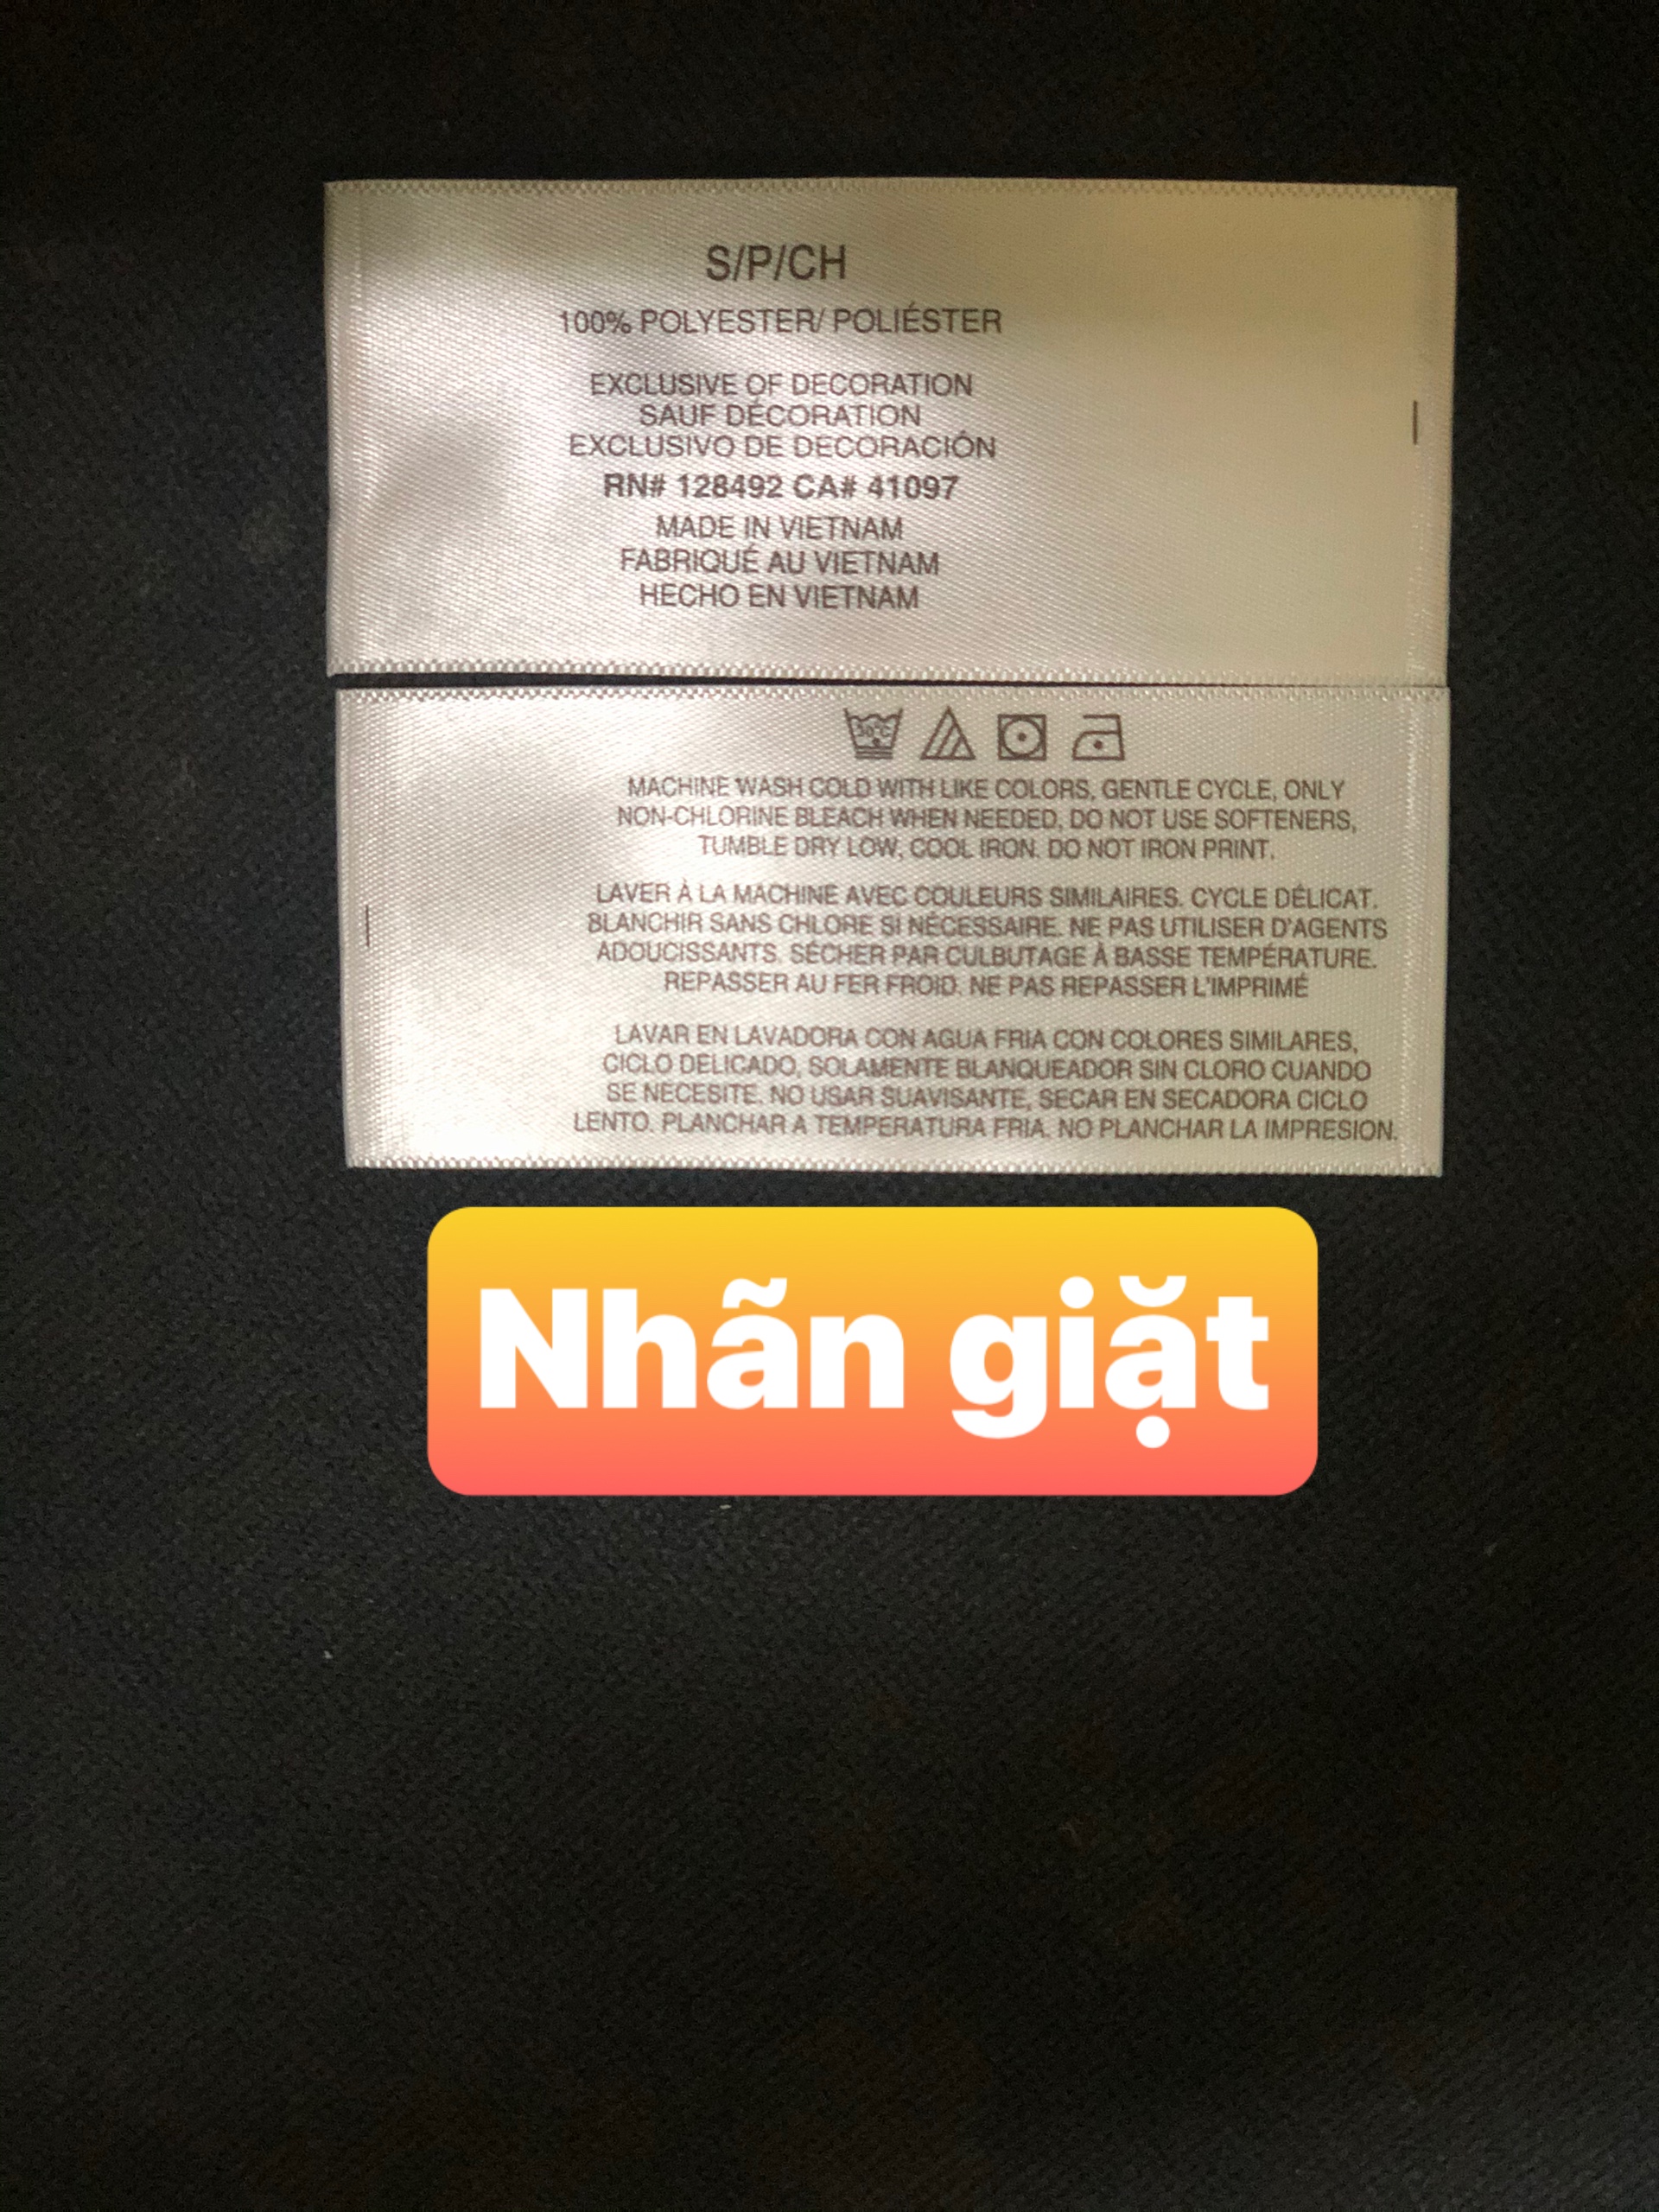 S/P/CH
100% POLYESTER/ POLIÉSTER
EXCLUSIVE OF DECORATION
SAUF DÉCORATION
EXCLUSIVO DE DECORACIÓN
RN# 128492 CA# 41097
MADE IN VIETNAM
FABRIQUÉ AU VIETNAM
HECHO EN VIETNAM
30°C
MACHINE WASH COLD WITH LIKE COLORS, GENTLE CYCLE, ONLY
NON-CHLORINE BLEACH WHEN NEEDED, DO NOT USE SOFTENERS,
TUMBLE DRY LOW, COOL IRON. DO NOT IRON PRINT.
LAVER À LA MACHINE AVEC COULEURS SIMILAIRES. CYCLE DÉLICAT.
BLANCHIR SANS CHLORE SI NÉCESSAIRE. NE PAS UTILISER D'AGENTS
ADOUCISSANTS. SÉCHER PAR CULBUTAGE À BASSE TEMPÉRATURE.
REPASSER AU FER FROID. NE PAS REPASSER L'IMPRIMÉ
LAVAR EN LAVADORA CON AGUA FRIA CON COLORES SIMILARES,
CICLO DELICADO, SOLAMENTE BLANQUEADOR SIN CLORO CUANDO
SE NECESITE. NO USAR SUAVISANTE, SECAR EN SECADORA CICLO
LENTO. PLANCHAR A TEMPERATURA FRIA. NO PLANCHAR LA IMPRESION.
Nhãn giặt